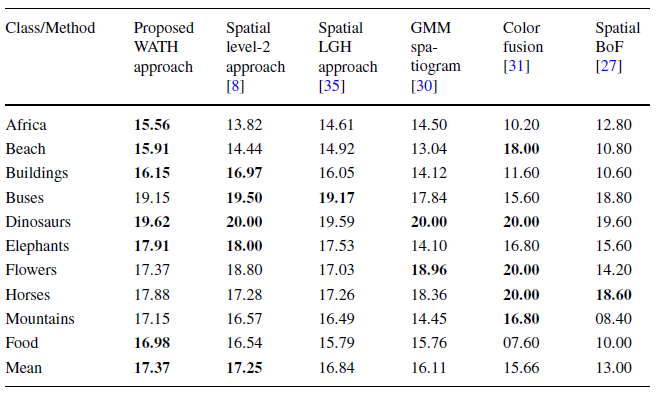 Class/Method Proposed WATH approach Spatial level-2 approach [8] Spatial LGH approach [35] GMM spa-tiogram [30] Color fusion [31] Spatial BoF [27]
Africa 15.56 13.82 14.61 14.50 10.20 12.80
Beach 15.91 14.44 14.92 13.04 18.00 10.80
Buildings 16.15 16.97 16.05 14.12 11.60 10.60
Buses 19.15 19.50 19.17 17.84 15.60 18.80
Dinosaurs 19.62 20.00 19.59 20.00 20.00 19.60
Elephants 17.91 18.00 17.53 14.10 16.80 15.60
Flowers 17.37 18.80 17.03 18.96 20.00 14.20
Horses 17.88 17.28 17.26 18.36 20.00 18.60
Mountains 17.15 16.57 16.49 14.45 16.80 08.40
Food 16.98 16.54 15.79 15.76 07.60 10.00
Mean 17.37 17.25 16.84 16.11 15.66 13.00